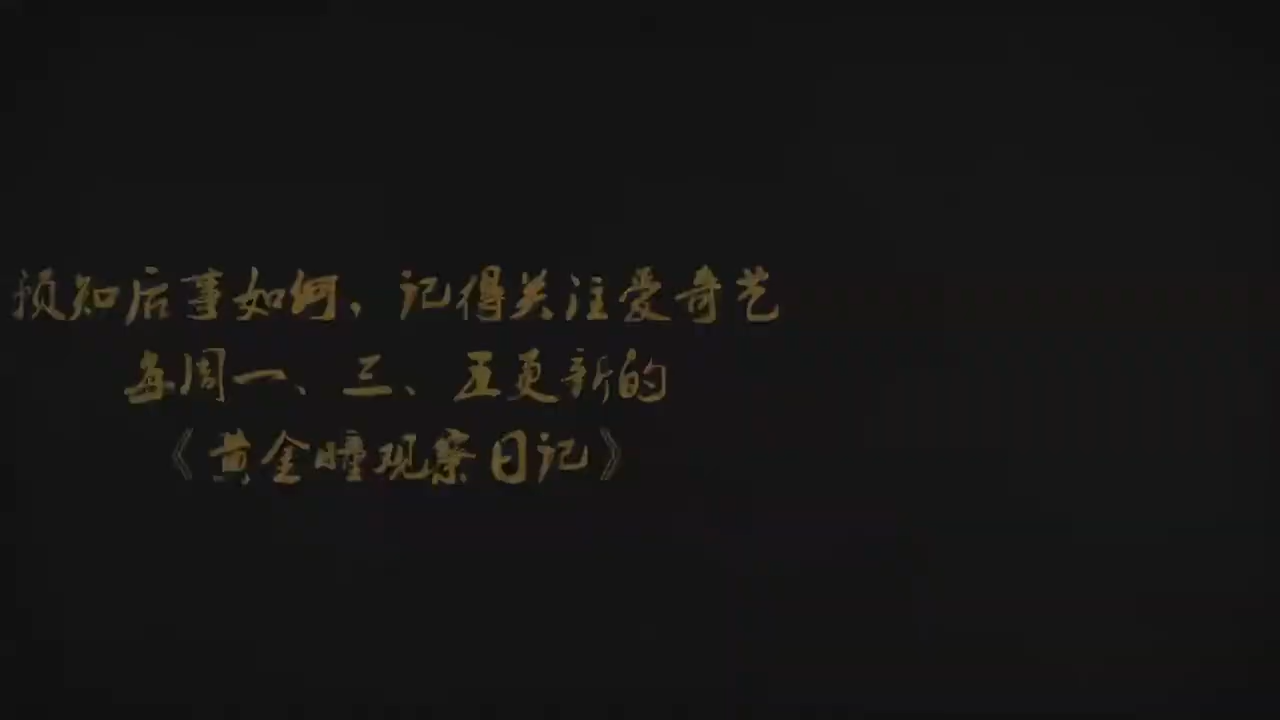 预知后事如何，记得关注爱奇艺
每周一、三、五更新的
《黄金瞳观察日记》